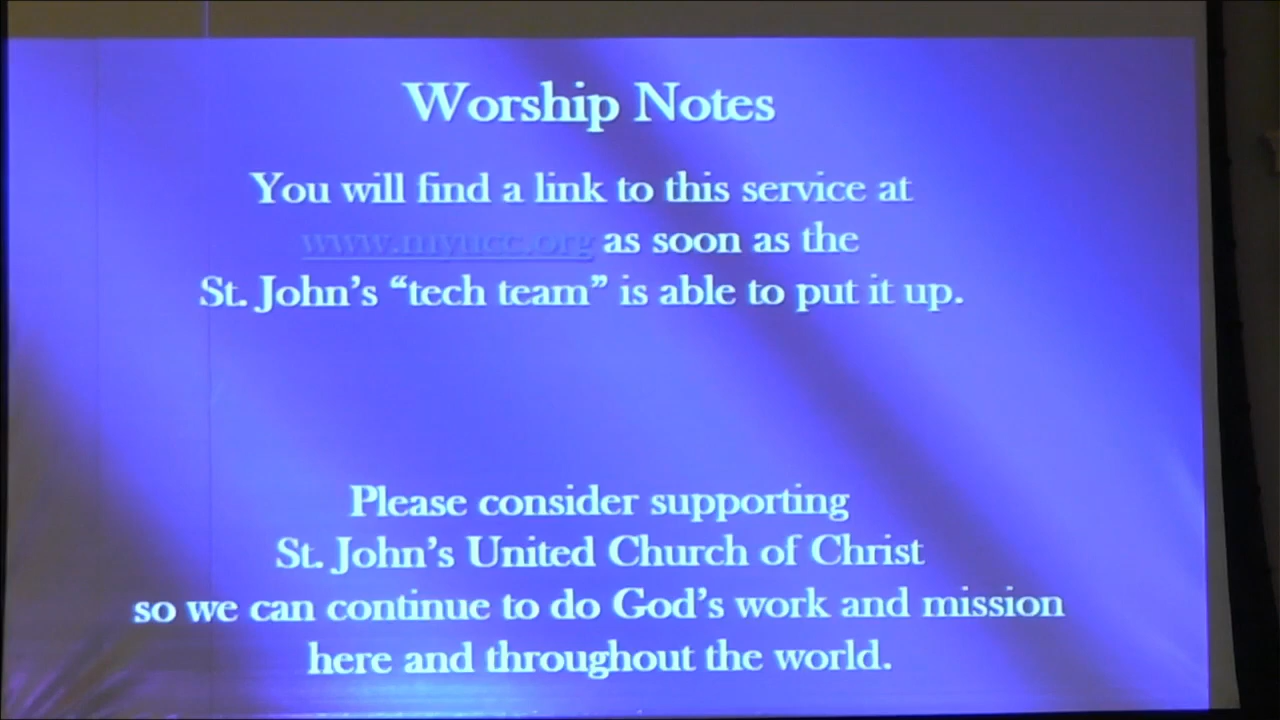 Worship Notes
You will find a link to this service at
www.myucc.org as soon as the
St. John’s “tech team” is able to put it up.
Please consider supporting
St. John’s United Church of Christ
so we can continue to do God’s work and mission
here and throughout the world.